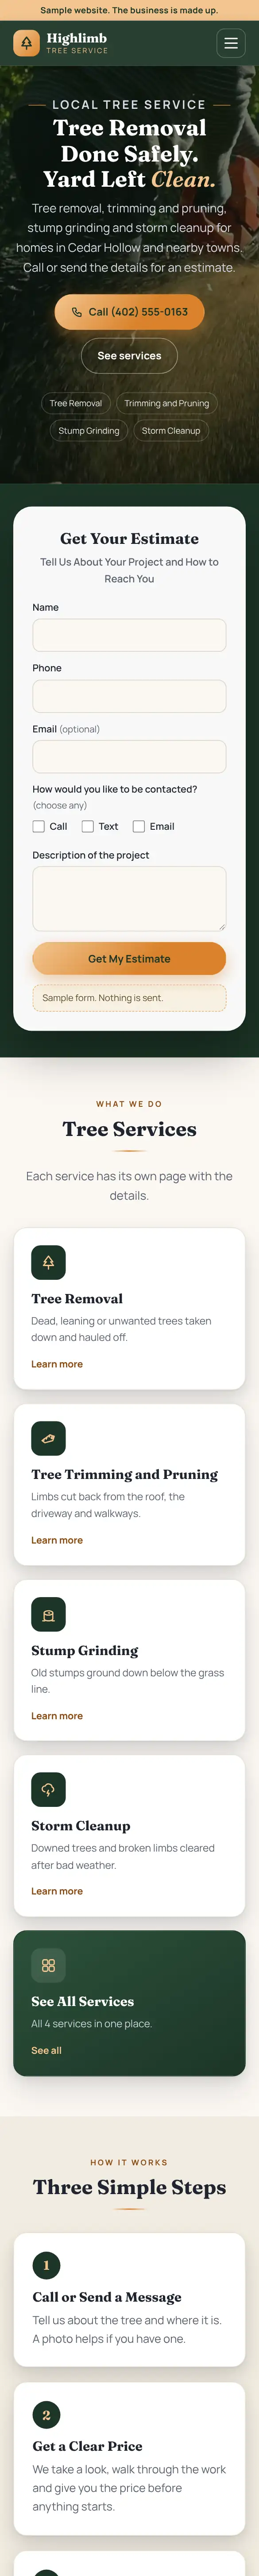 Sample website. The business is made up.
Highlimb
TREE SERVICE
LOCAL TREE SERVICE
Tree Removal
Done Safely.
Yard Left Clean.
Tree removal, trimming and pruning,
stump grinding and storm cleanup for
homes in Cedar Hollow and nearby towns.
Call or send the details for an estimate.
Call (402) 555-0163
See services
Tree Removal
Trimming and Pruning
Stump Grinding
Storm Cleanup
Get Your Estimate
Tell Us About Your Project and How to
Reach You
Name
Phone
Email (optional)
How would you like to be contacted?
(choose any)
Call
Text
Email
Description of the project
Get My Estimate
Sample form. Nothing is sent.
WHAT WE DO
Tree Services
Each service has its own page with the
details.
Tree Removal
Dead, leaning or unwanted trees taken
down and hauled off.
Learn more
Tree Trimming and Pruning
Limbs cut back from the roof, the
driveway and walkways.
Learn more
Stump Grinding
Old stumps ground down below the grass
line.
Learn more
Storm Cleanup
Downed trees and broken limbs cleared
after bad weather.
Learn more
See All Services
All 4 services in one place.
See all
HOW IT WORKS
Three Simple Steps
1
Call or Send a Message
Tell us about the tree and where it is.
A photo helps if you have one.
2
Get a Clear Price
We take a look, walk through the work
and give you the price before
anything starts.